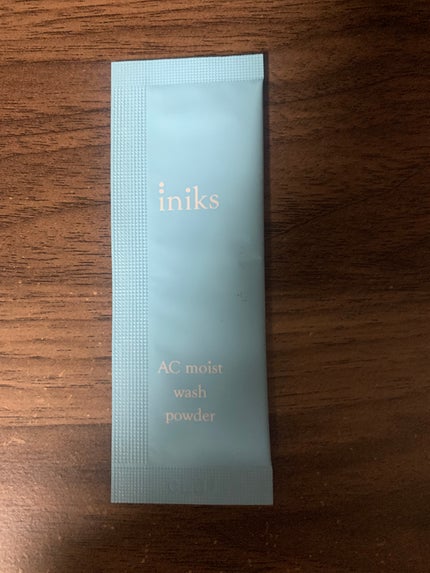 iniks
AC moist
wash
powder